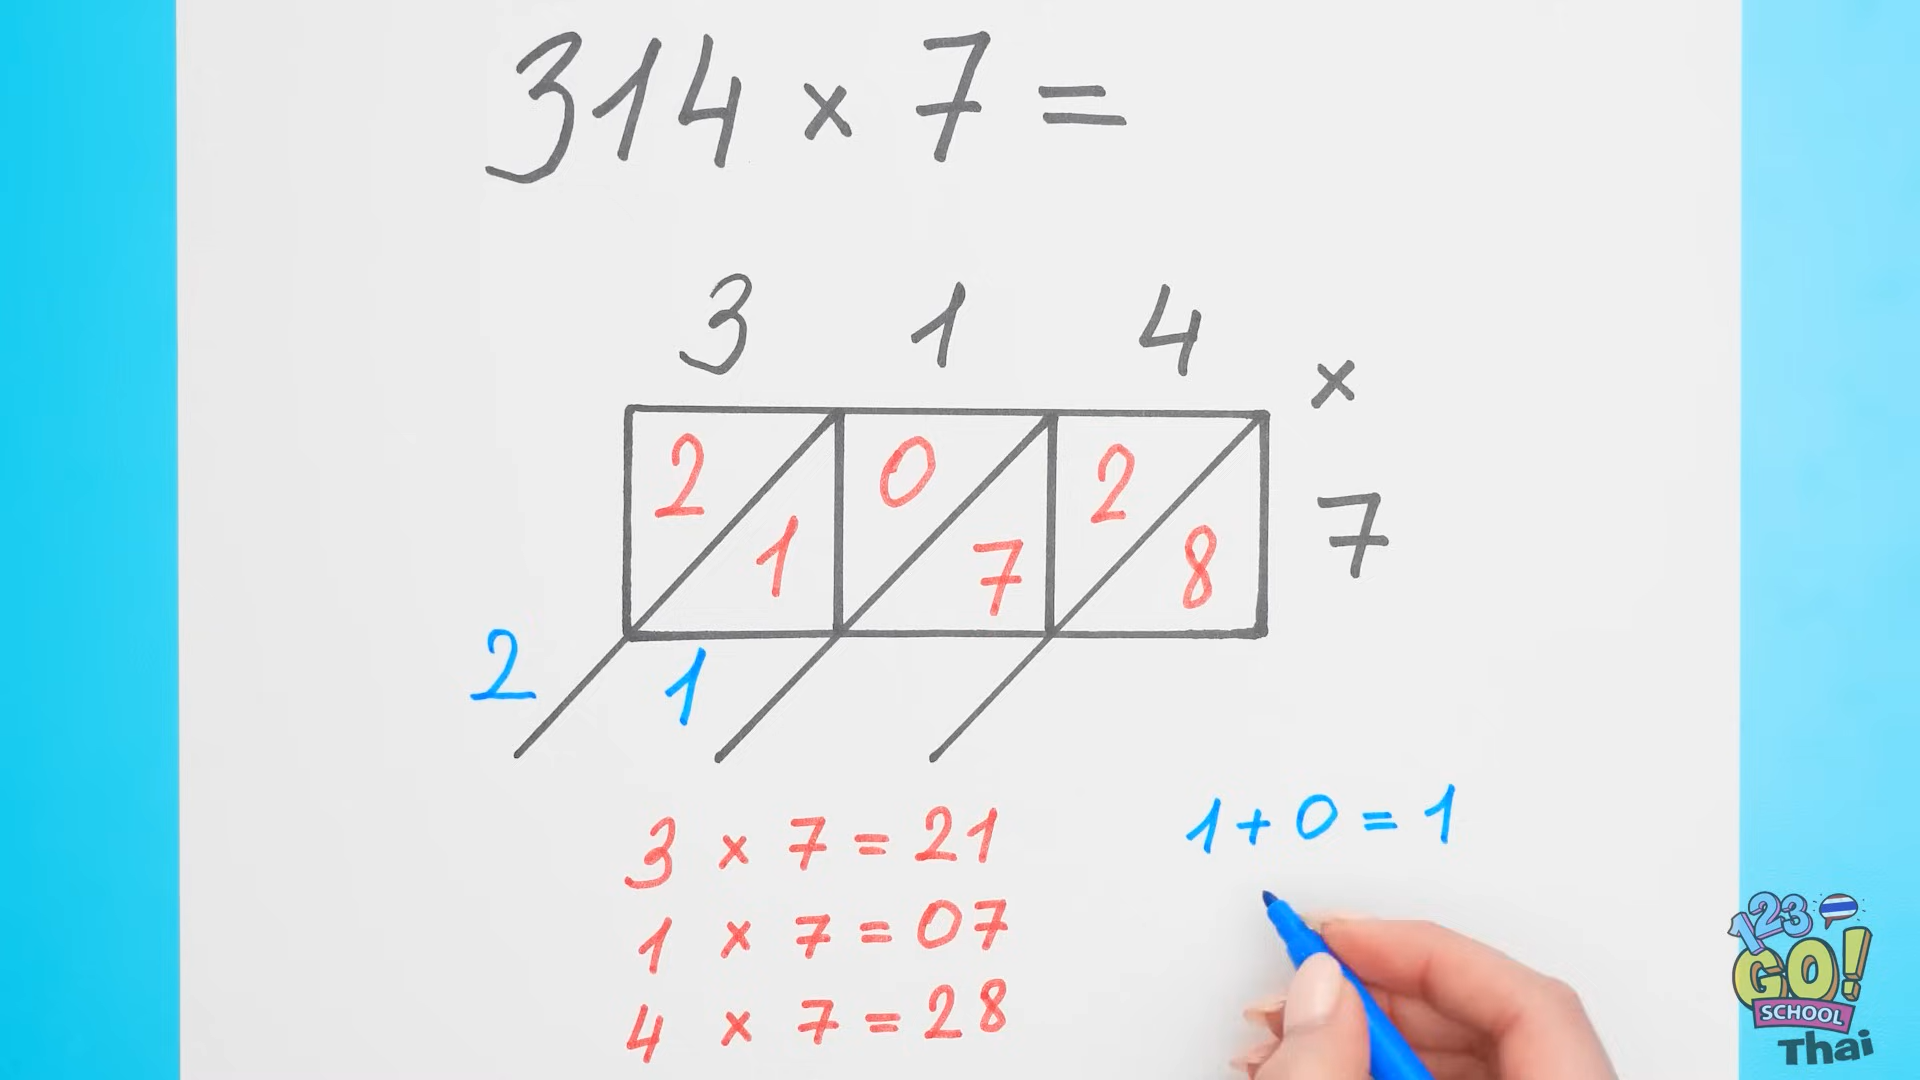 314 × 7 =
3 1 4 ×
2 0 2
1 7 8
7
2 1
3 × 7 = 21
1 + 0 = 1
1 × 7 = 07
4 × 7 = 28
123
GO!
SCHOOL
Thai